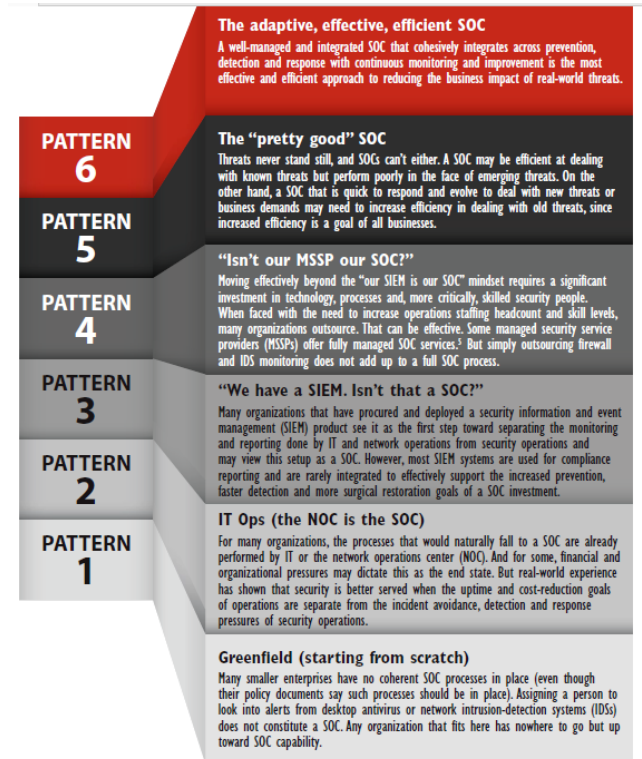 The adaptive, effective, efficient SOC
A well-managed and integrated SOC that cohesively integrates across prevention,
detection and response with continuous monitoring and improvement is the most
effective and efficient approach to reducing the business impact of real-world threats.
PATTERN
6
The “pretty good” SOC
Threats never stand still, and SOCs can’t either. A SOC may be efficient at dealing
with known threats but perform poorly in the face of emerging threats. On the
other hand, a SOC that is quick to respond and evolve to deal with new threats or
business demands may need to increase efficiency in dealing with old threats, since
increased efficiency is a goal of all businesses.
PATTERN
5
“Isn’t our MSSP our SOC?”
Moving effectively beyond the “our SIEM is our SOC” mindset requires a significant
investment in technology, processes and, more critically, skilled security people.
When faced with the need to increase operations staffing headcount and skill levels,
many organizations outsource. That can be effective. Some managed security service
providers (MSSPs) offer fully managed SOC services.⁵ But simply outsourcing firewall
and IDS monitoring does not add up to a full SOC process.
PATTERN
4
“We have a SIEM. Isn’t that a SOC?”
Many organizations that have procured and deployed a security information and event
management (SIEM) product see it as the first step toward separating the monitoring
and reporting done by IT and network operations from security operations and
may view this setup as a SOC. However, most SIEM systems are used for compliance
reporting and are rarely integrated to effectively support the increased prevention,
faster detection and more surgical restoration goals of a SOC investment.
PATTERN
3
IT Ops (the NOC is the SOC)
For many organizations, the processes that would naturally fall to a SOC are already
performed by IT or the network operations center (NOC). And for some, financial and
organizational pressures may dictate this as the end state. But real-world experience
has shown that security is better served when the uptime and cost-reduction goals
of operations are separate from the incident avoidance, detection and response
pressures of security operations.
PATTERN
2
Greenfield (starting from scratch)
Many smaller enterprises have no coherent SOC processes in place (even though
their policy documents say such processes should be in place). Assigning a person to
look into alerts from desktop antivirus or network intrusion-detection systems (IDSs)
does not constitute a SOC. Any organization that fits here has nowhere to go but up
toward SOC capability.
PATTERN
1